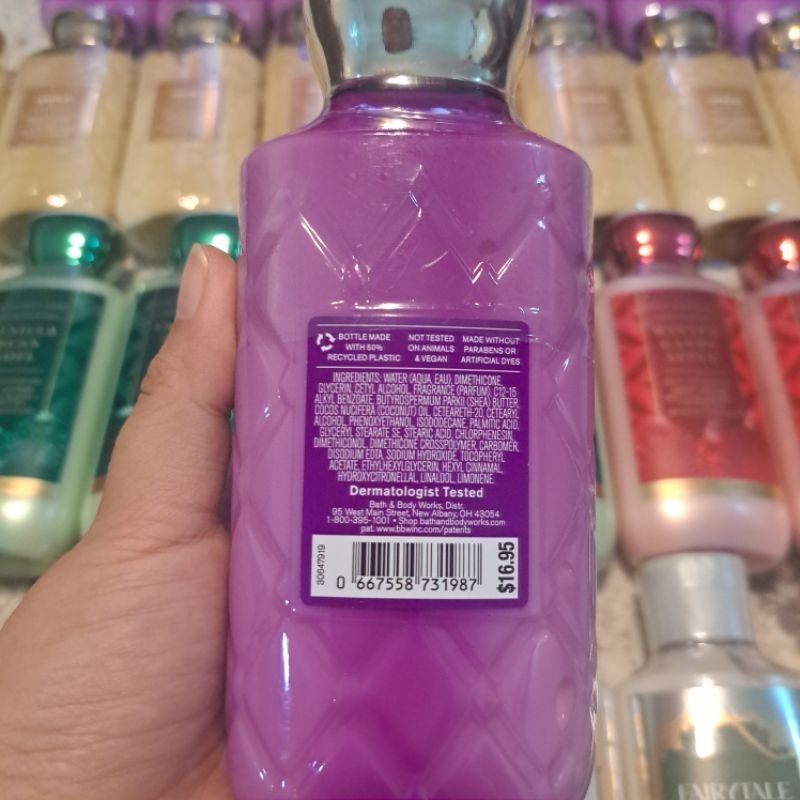 BOTTLE MADE
WITH 50%
RECYCLED PLASTIC
NOT TESTED
ON ANIMALS
& VEGAN
MADE WITHOUT
PARABENS OR
ARTIFICIAL DYES
INGREDIENTS: WATER (AQUA, EAU), DIMETHICONE,
GLYCERIN, CETYL ALCOHOL, FRAGRANCE (PARFUM), C12-15
ALKYL BENZOATE, BUTYROSPERMUM PARKII (SHEA) BUTTER,
COCOS NUCIFERA (COCONUT) OIL, CETEARETH-20, CETEARYL
ALCOHOL, PHENOXYETHANOL, ISODODECANE, PALMITIC ACID,
GLYCERYL STEARATE SE, STEARIC ACID, CHLORPHENESIN,
DIMETHICONOL, DIMETHICONE CROSSPOLYMER, CARBOMER,
DISODIUM EDTA, SODIUM HYDROXIDE, TOCOPHERYL
ACETATE, ETHYLHEXYLGLYCERIN, HEXYL CINNAMAL,
HYDROXYCITRONELLAL, LINALOOL, LIMONENE.
Dermatologist Tested
Bath & Body Works, Distr.
95 West Main Street, New Albany, OH 43054
1-800-395-1001 • Shop bathandbodyworks.com
pat. www.bbwinc.com/patents
30647919
0 667558 731987
$16.95
FAIRYTALE